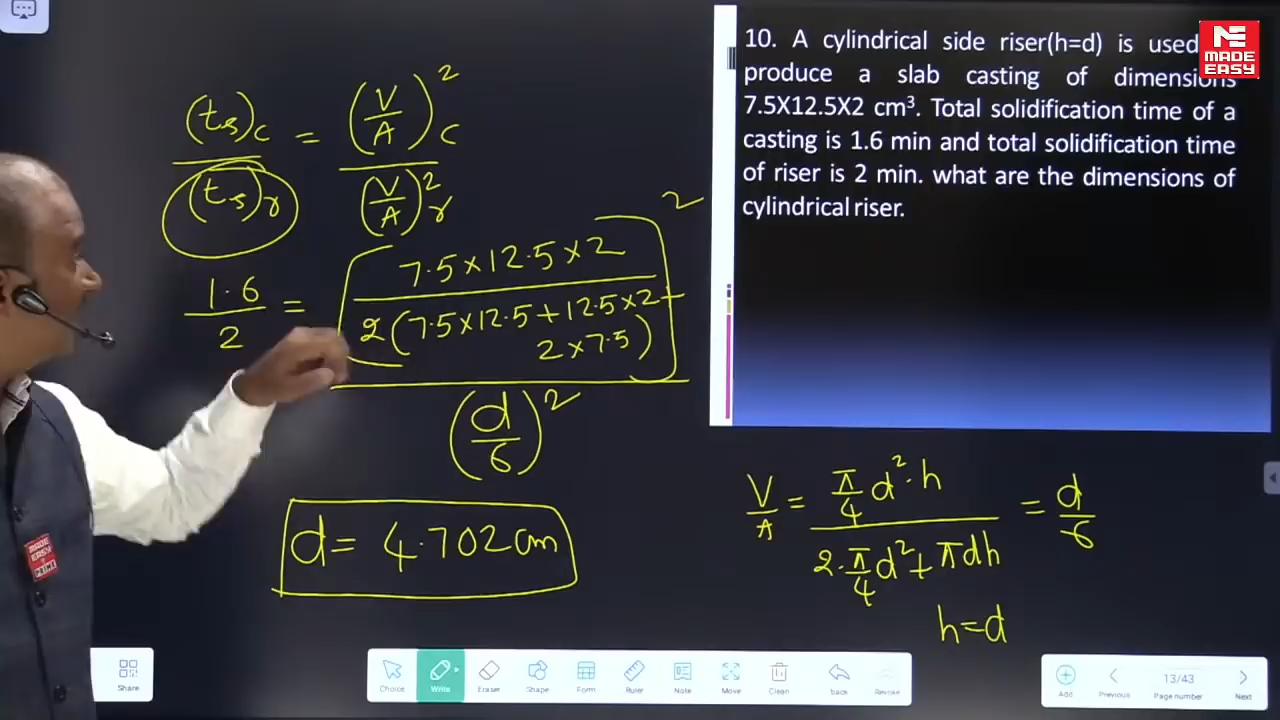 (ts)c / (ts)r = (V/A)²c / (V/A)²r
1.6/2 = [7.5×12.5×2 / 2(7.5×12.5+12.5×2+
2×7.5)]² / (d/6)²
d = 4.702 cm
10. A cylindrical side riser(h=d) is used
produce a slab casting of dimensions
7.5X12.5X2 cm³. Total solidification time of a
casting is 1.6 min and total solidification time
of riser is 2 min. what are the dimensions of
cylindrical riser.
MADE
EASY
V/A = π/4 d²·h / 2·π/4 d²+πdh = d/6
h=d
MADE
EASY
PRIME
Share
Choice
Write
Eraser
Shape
Form
Ruler
Note
Move
Clean
back
Revoke
Add
Previous
13/43
Page number
Next